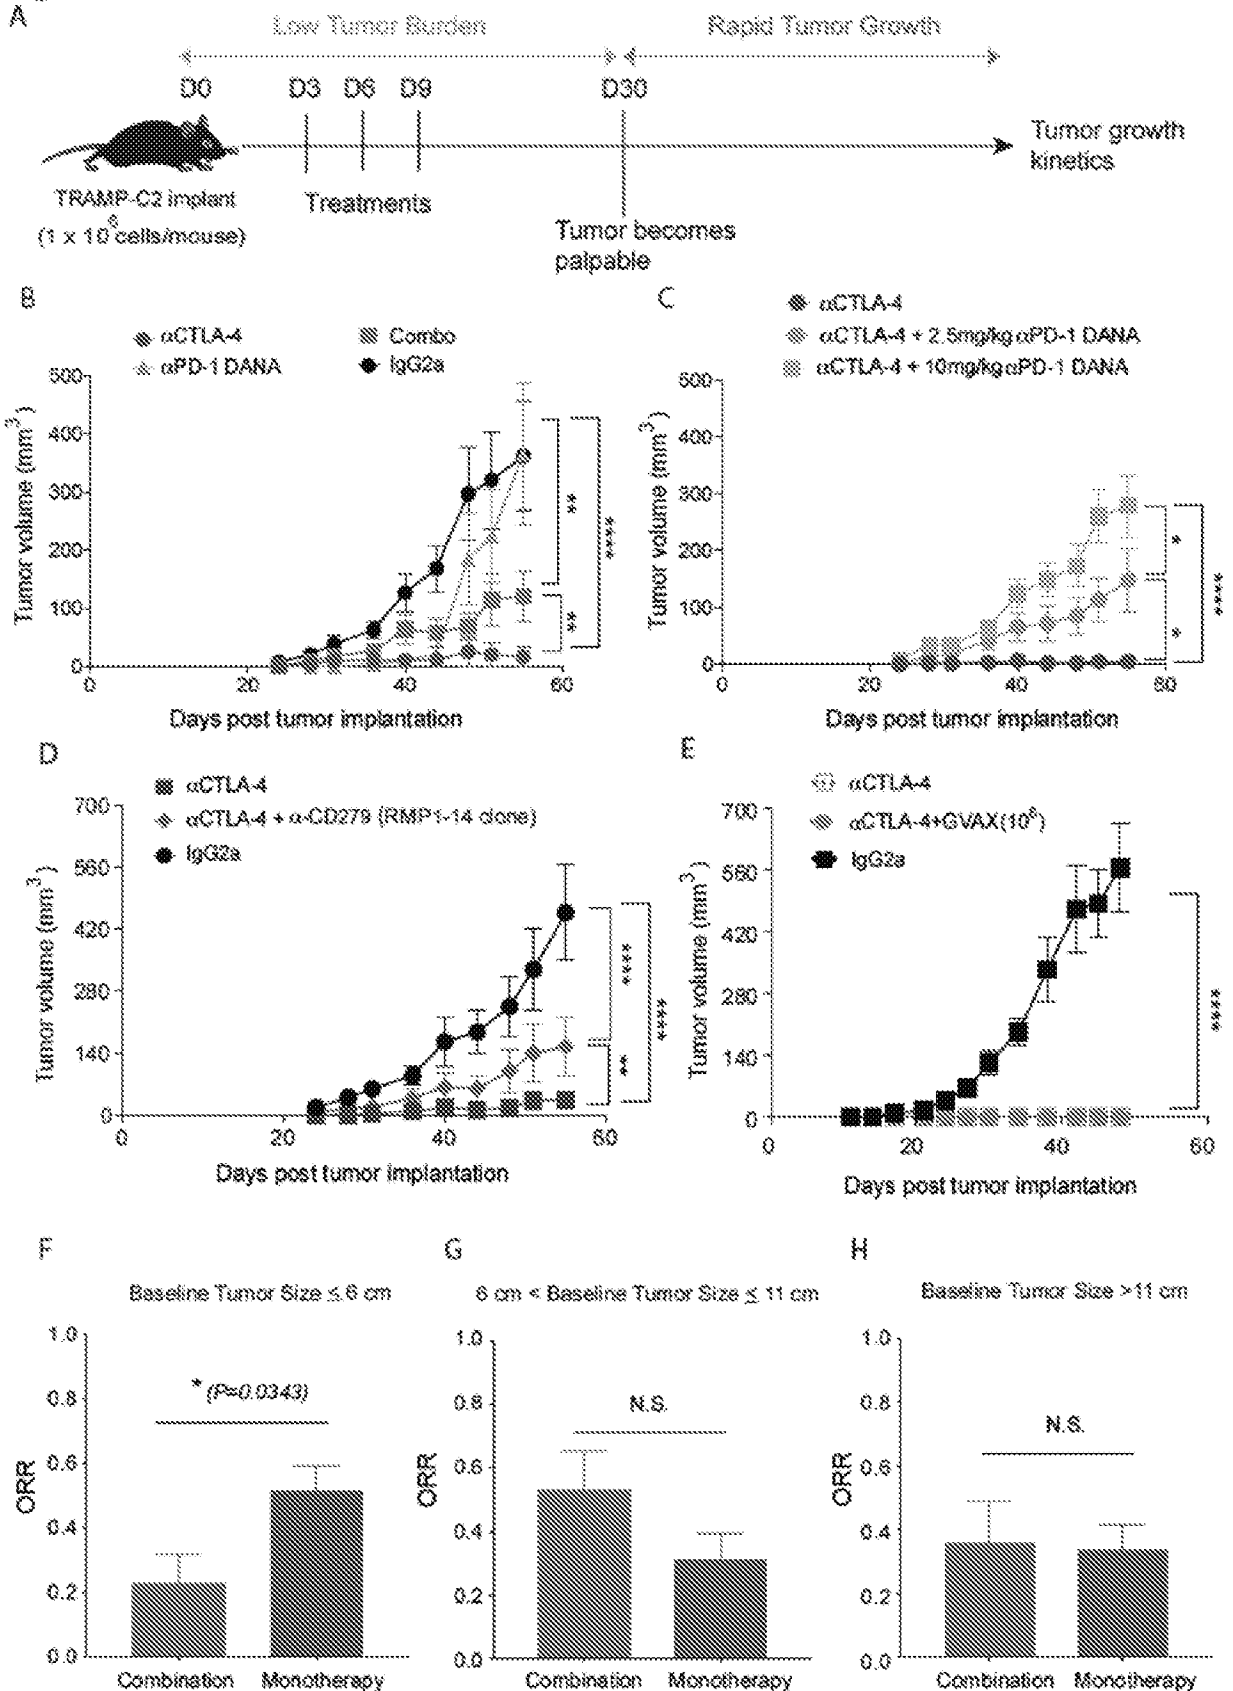 A
Low Tumor Burden
Rapid Tumor Growth
D0
D3
D6
D9
D30
Tumor growth
kinetics
TRAMP-C2 implant
(1 x 10^6 cells/mouse)
Treatments
Tumor becomes
palpable
B
αCTLA-4
Combo
αPD-1 DANA
IgG2a
Tumor volume (mm³)
500
400
300
200
100
0
0
20
40
60
**
**
****
Days post tumor implantation
C
αCTLA-4
αCTLA-4 + 2.5mg/kg αPD-1 DANA
αCTLA-4 + 10mg/kg αPD-1 DANA
Tumor volume (mm³)
500
400
300
200
100
0
0
20
40
60
*
*
****
Days post tumor implantation
D
αCTLA-4
αCTLA-4 + α-CD279 (RMP1-14 clone)
IgG2a
Tumor volume (mm³)
700
560
420
280
140
0
0
20
40
60
****
**
****
Days post tumor implantation
E
αCTLA-4
αCTLA-4+GVAX(10^6)
IgG2a
Tumor volume (mm³)
700
560
420
280
140
0
0
20
40
60
****
Days post tumor implantation
F
Baseline Tumor Size ≤ 6 cm
ORR
1.0
0.8
0.6
0.4
0.2
0.0
* (P=0.0343)
Combination
Monotherapy
G
6 cm < Baseline Tumor Size ≤ 11 cm
ORR
1.0
0.8
0.6
0.4
0.2
0.0
N.S.
Combination
Monotherapy
H
Baseline Tumor Size >11 cm
ORR
1.0
0.8
0.6
0.4
0.2
0.0
N.S.
Combination
Monotherapy